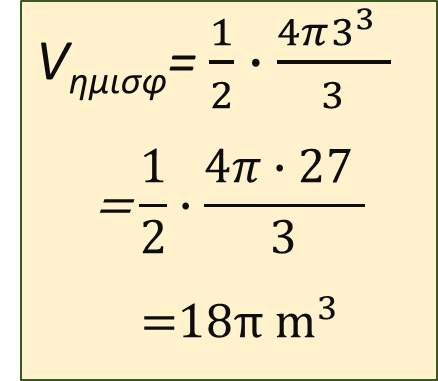 V_ημισφ = 1/2 · 4π3³/3
= 1/2 · 4π · 27/3
=18π m³